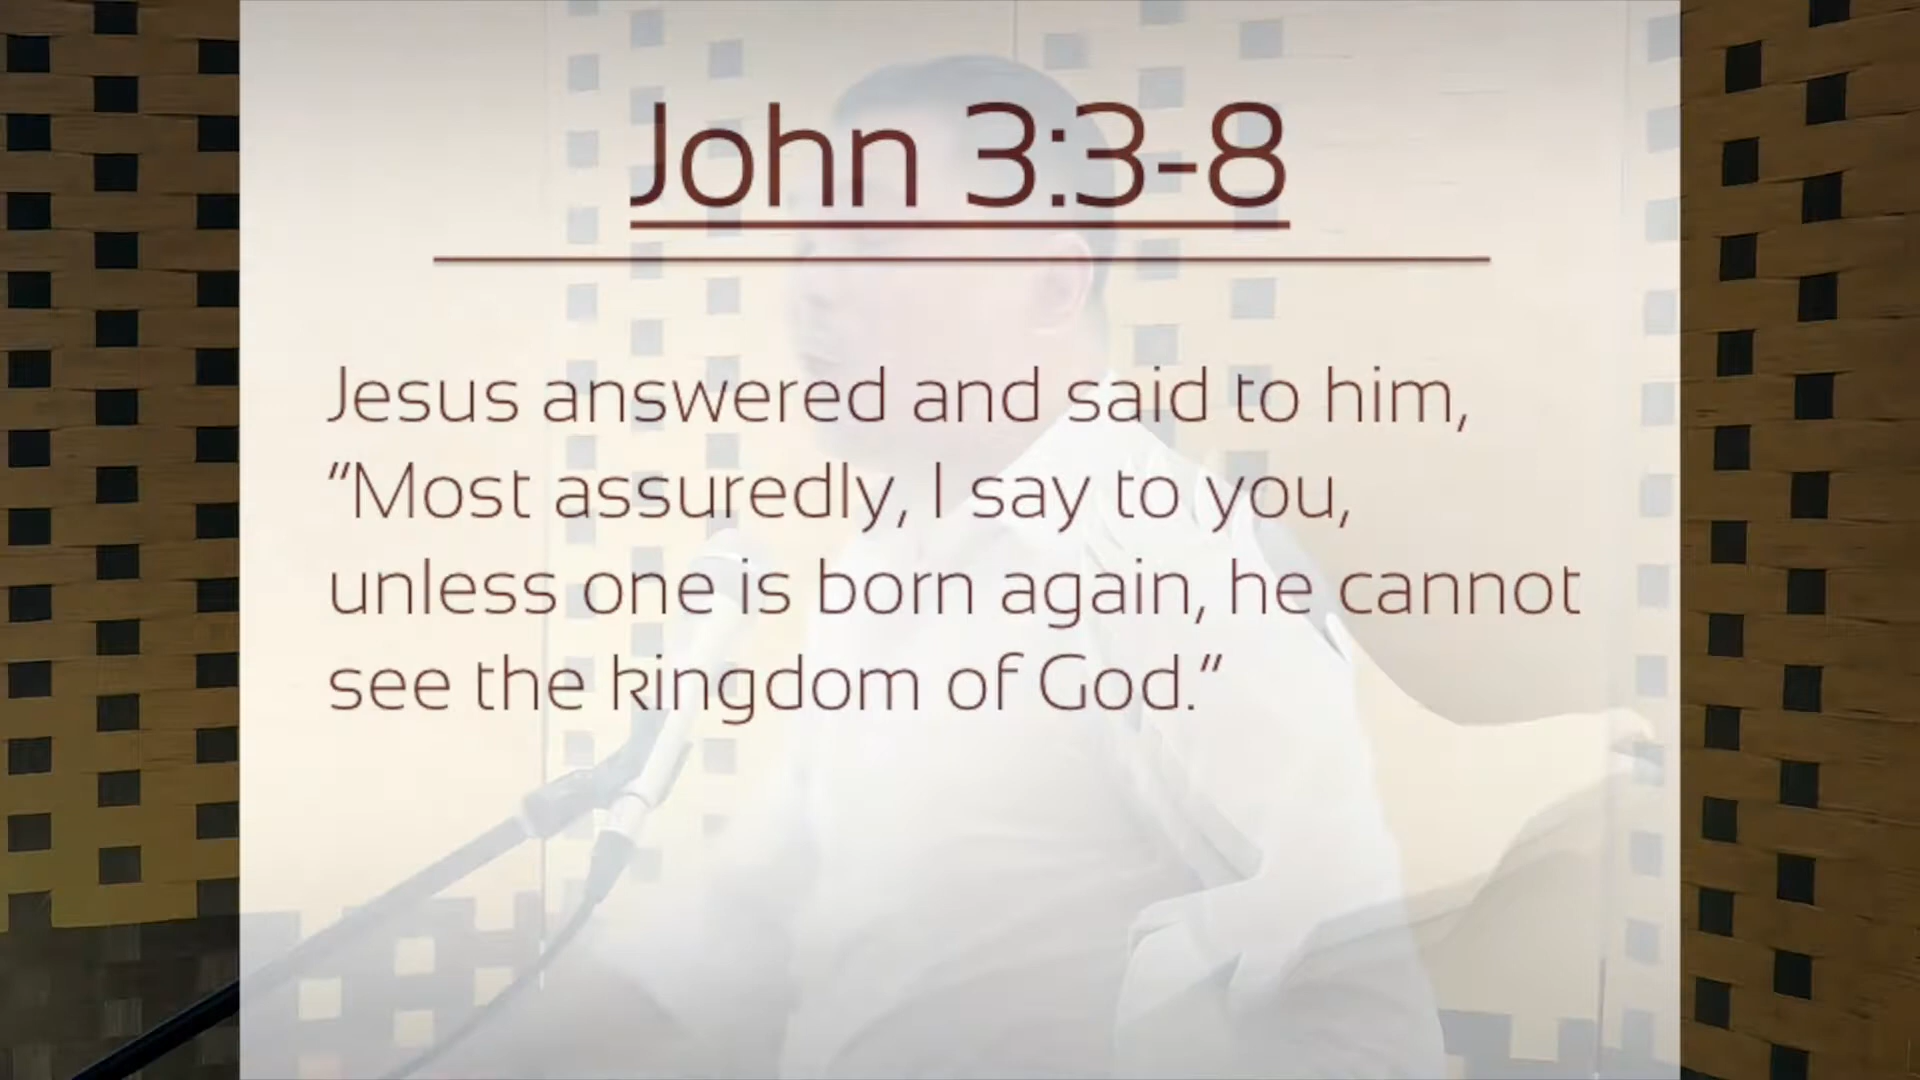 John 3:3-8
Jesus answered and said to him,
“Most assuredly, I say to you,
unless one is born again, he cannot
see the kingdom of God.”